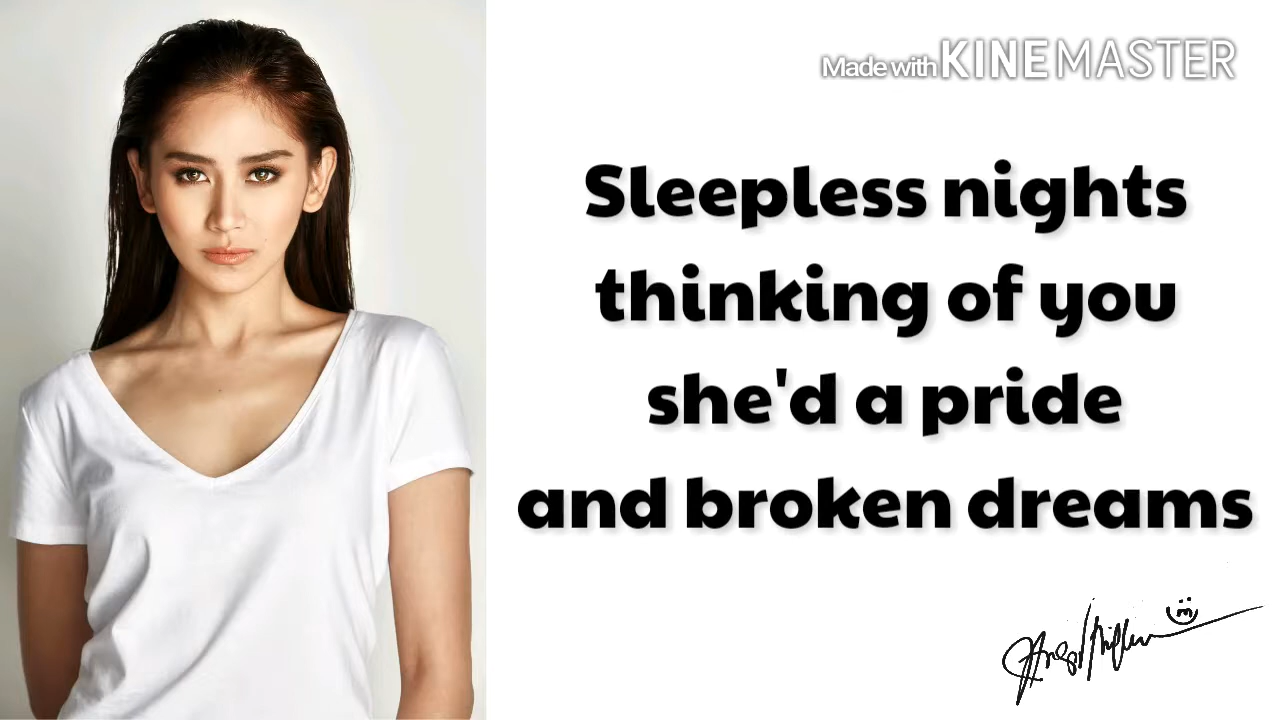 Made with KINEMASTER
Sleepless nights
thinking of you
she'd a pride
and broken dreams